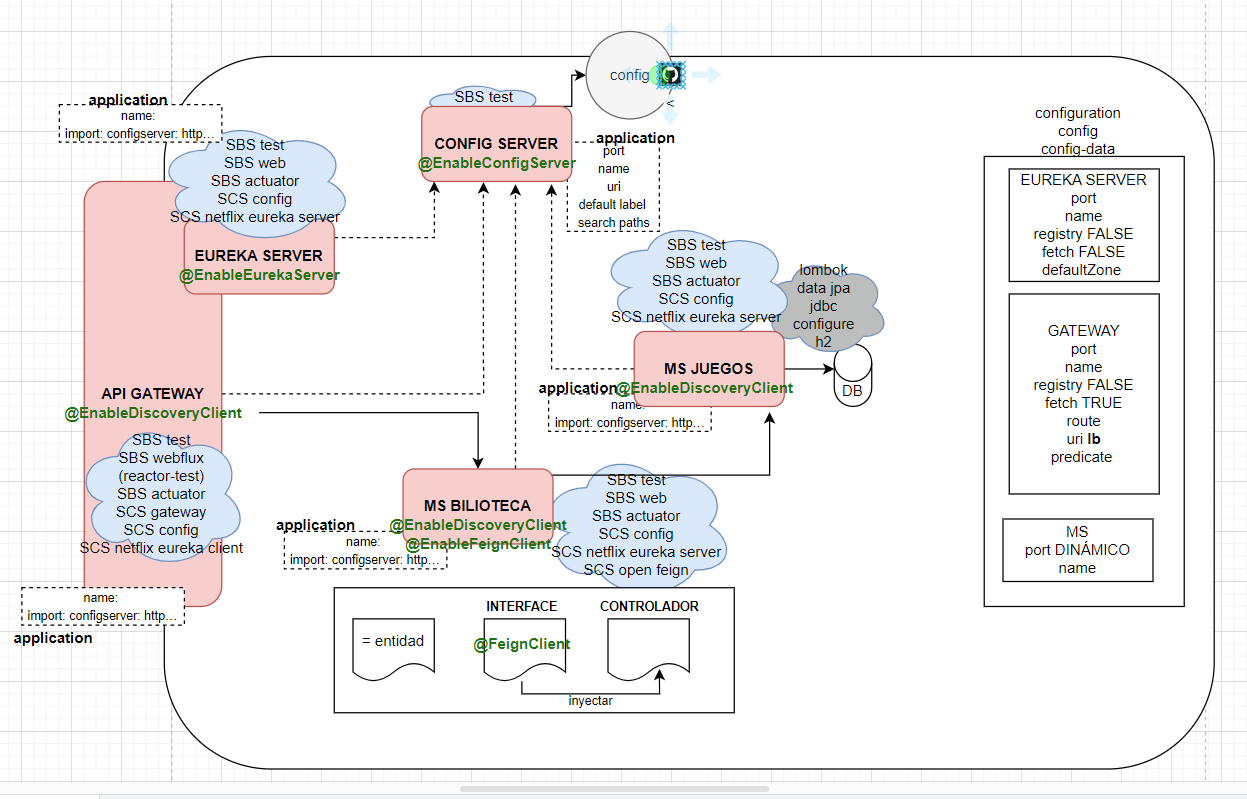 config
SBS test
application
name:
import: configserver: http...
CONFIG SERVER
@EnableConfigServer
application
port
name
uri
default label
search paths
configuration
config
config-data
SBS test
SBS web
SBS actuator
SCS config
SCS netflix eureka server
EUREKA SERVER
@EnableEurekaServer
EUREKA SERVER
port
name
registry FALSE
fetch FALSE
defaultZone
SBS test
SBS web
SBS actuator
SCS config
SCS netflix eureka server
lombok
data jpa
jdbc
configure
h2
MS JUEGOS
@EnableDiscoveryClient
DB
application
name:
import: configserver: http...
GATEWAY
port
name
registry FALSE
fetch TRUE
route
uri lb
predicate
API GATEWAY
@EnableDiscoveryClient
SBS test
SBS webflux
(reactor-test)
SBS actuator
SCS gateway
SCS config
SCS netflix eureka client
name:
import: configserver: http...
application
MS BILIOTECA
@EnableDiscoveryClient
@EnableFeignClient
application
name:
import: configserver: http...
SBS test
SBS web
SBS actuator
SCS config
SCS netflix eureka server
SCS open feign
MS
port DINÁMICO
name
INTERFACE
CONTROLADOR
= entidad
@FeignClient
inyectar